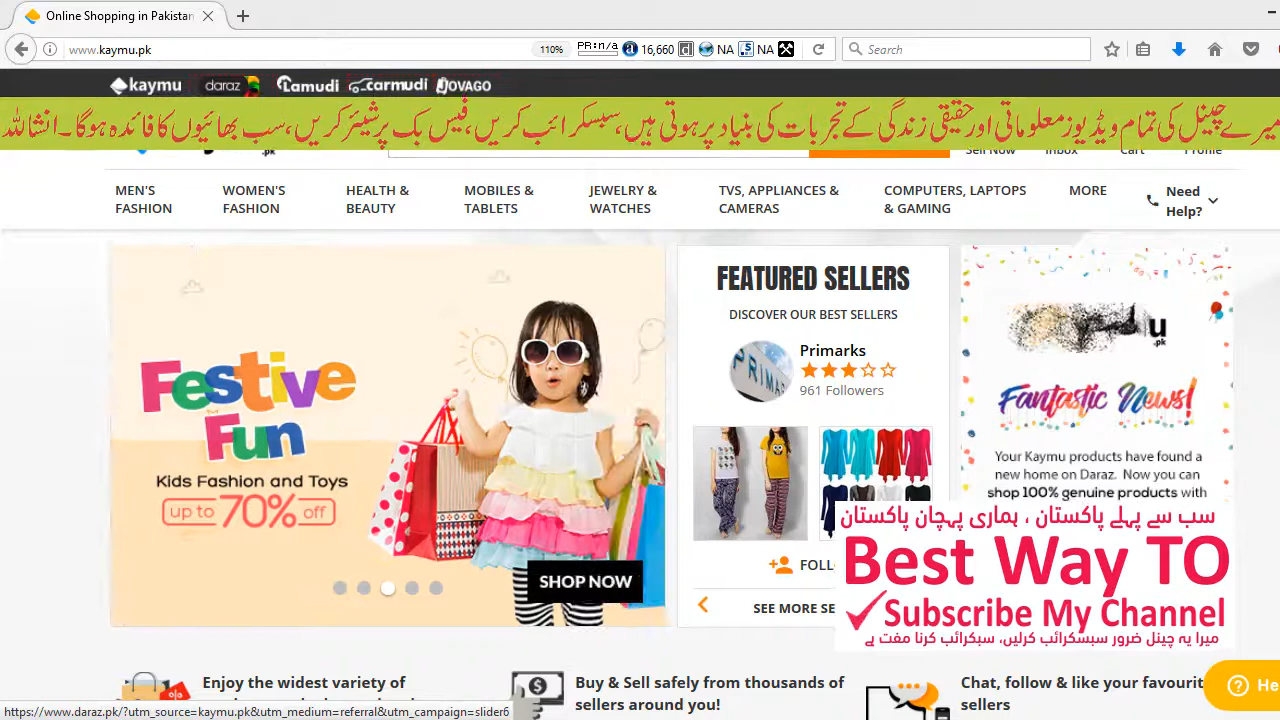 Online Shopping in Pakistan
www.kaymu.pk
110%
PR: n/a
16,660
NA
NA
Search
kaymu
daraz
Lamudi
carmudi
JOVAGO
میرے چینل کی تمام ویڈیوز معلوماتی اور حقیقی زندگی کے تجربات کی بنیاد پر ہوتی ہیں، سبسکرائب کریں، فیس بک پر شیئر کریں، سب بھائیوں کا فائدہ ہوگا۔ انشاللہ
.pk
Sell Now
Inbox
Cart
Profile
MEN'S
FASHION
WOMEN'S
FASHION
HEALTH &
BEAUTY
MOBILES &
TABLETS
JEWELRY &
WATCHES
TVS, APPLIANCES &
CAMERAS
COMPUTERS, LAPTOPS
& GAMING
MORE
Need
Help?
Festive
Fun
Kids Fashion and Toys
up to 70% off
SHOP NOW
FEATURED SELLERS
DISCOVER OUR BEST SELLERS
Primarks
961 Followers
PRIMAR
FOLL
SEE MORE SE
u
.pk
Fantastic News!
Your Kaymu products have found a
new home on Daraz. Now you can
shop 100% genuine products with
سب سے پہلے پاکستان ، ہماری پہچان پاکستان
Best Way TO
Subscribe My Channel
میرا یہ چینل ضرور سبسکرائب کرلیں، سبکرائب کرنا مفت ہے
Enjoy the widest variety of
Buy & Sell safely from thousands of
sellers around you!
Chat, follow & like your favourit
sellers
He
https://www.daraz.pk/?utm_source=kaymu.pk&utm_medium=referral&utm_campaign=slider6